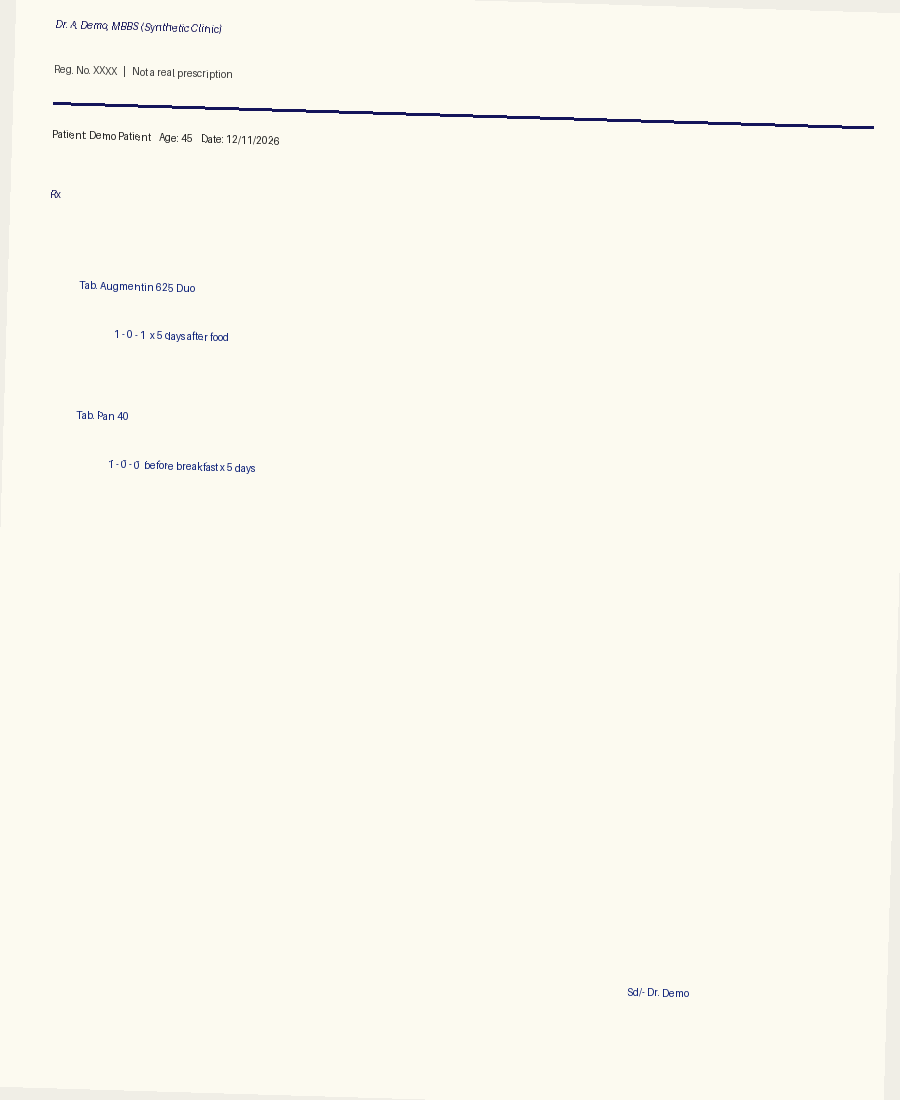 Dr. A. Demo, MBBS (Synthetic Clinic)
Reg. No. XXXX | Not a real prescription
Patient: Demo Patient Age: 45 Date: 12/11/2026
Rx
Tab. Augmentin 625 Duo
1 - 0 - 1 x 5 days after food
Tab. Pan 40
1 - 0 - 0 before breakfast x 5 days
Sd/- Dr. Demo